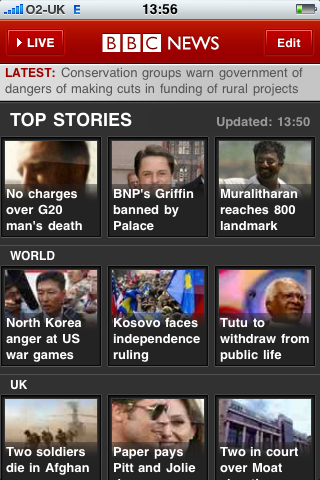 O2-UK E 13:56
LIVE BBC NEWS Edit
LATEST: Conservation groups warn government of
dangers of making cuts in funding of rural projects
TOP STORIES Updated: 13:50
No charges
over G20
man's death
BNP's Griffin
banned by
Palace
Muralitharan
reaches 800
landmark
WORLD
North Korea
anger at US
war games
Kosovo faces
independence
ruling
Tutu to
withdraw from
public life
UK
Two soldiers
die in Afghan
Paper pays
Pitt and Jolie
Two in court
over Moat